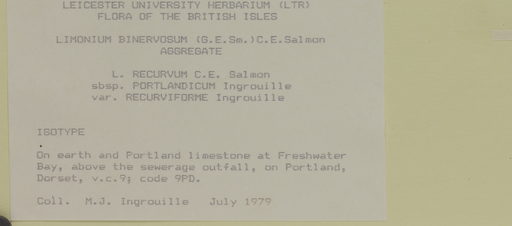 LEICESTER UNIVERSITY HERBARIUM (LTR)
FLORA OF THE BRITISH ISLES
LIMONIUM BINERVOSUM (G.E.Sm.)C.E.Salmon
AGGREGATE
L. RECURVUM C.E. Salmon
sbsp. PORTLANDICUM Ingrouille
var. RECURVIFORME Ingrouille
ISOTYPE
On earth and Portland limestone at Freshwater
Bay, above the sewerage outfall, on Portland,
Dorset, v.c.9; code 9PD.
Coll. M.J. Ingrouille July 1979